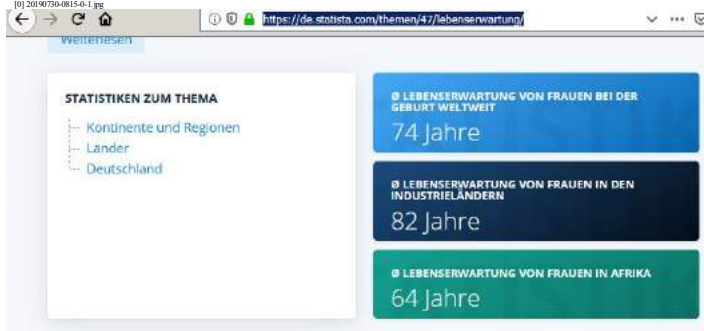 [0] 20190730-0815-0-1.jpg
https://de.statista.com/themen/47/lebenserwartung/
Weiterlesen
STATISTIKEN ZUM THEMA
Kontinente und Regionen
Länder
Deutschland
Ø LEBENSERWARTUNG VON FRAUEN BEI DER
GEBURT WELTWEIT
74 Jahre
Ø LEBENSERWARTUNG VON FRAUEN IN DEN
INDUSTRIELÄNDERN
82 Jahre
Ø LEBENSERWARTUNG VON FRAUEN IN AFRIKA
64 Jahre